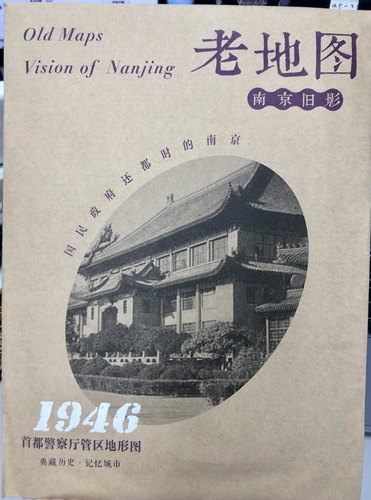 Old Maps
Vision of Nanjing
老地图
南京旧影
国民政府还都时的南京
1946
首都警察厅管区地形图
典藏历史·记忆城市